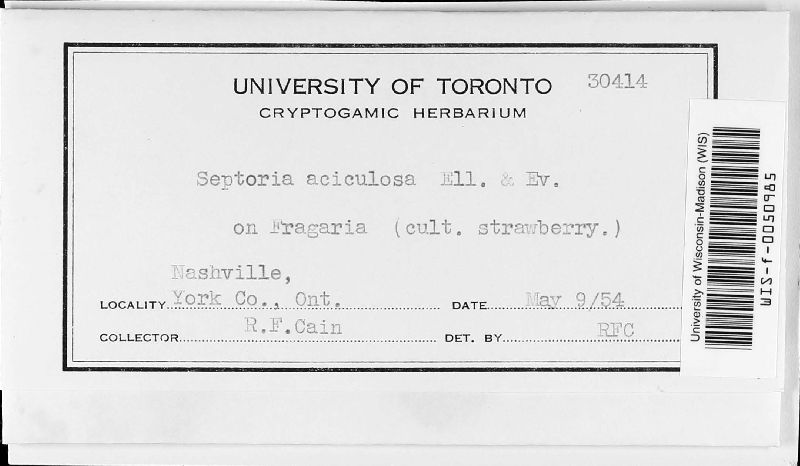 UNIVERSITY OF TORONTO 30414
CRYPTOGAMIC HERBARIUM
Septoria aciculosa Ell. & Ev.
on Fragaria (cult. strawberry.)
Nashville,
LOCALITY York Co., Ont. DATE May 9/54
COLLECTOR R.F.Cain DET. BY RFC
University of Wisconsin-Madison (WIS)
WIS-f-0050985